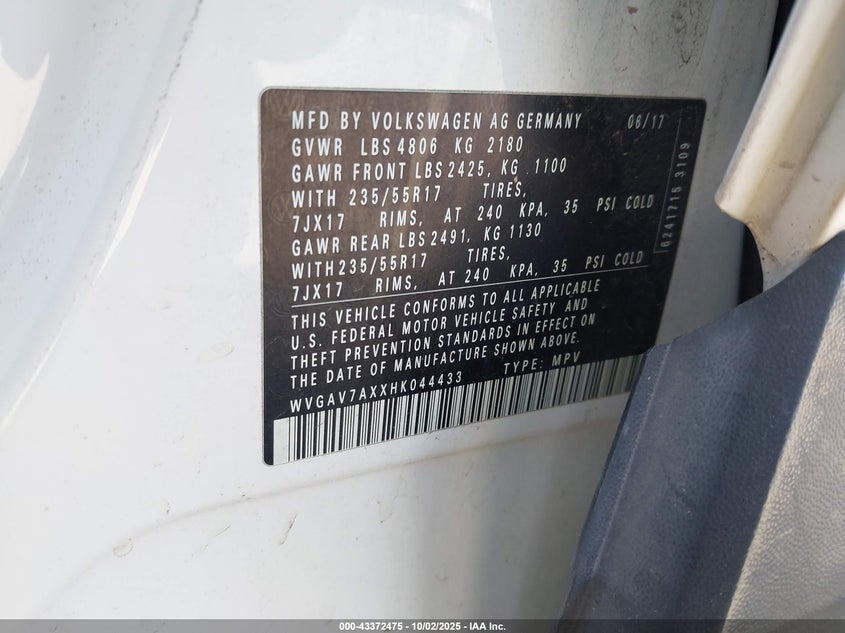 MFD BY VOLKSWAGEN AG GERMANY 06/17
GVWR LBS 4806 KG 2180
GAWR FRONT LBS 2425, KG 1100
WITH 235/55R17 TIRES,
7JX17 RIMS, AT 240 KPA, 35 PSI COLD
GAWR REAR LBS 2491, KG 1130
WITH 235/55R17 TIRES,
7JX17 RIMS, AT 240 KPA, 35 PSI COLD
THIS VEHICLE CONFORMS TO ALL APPLICABLE
U.S. FEDERAL MOTOR VEHICLE SAFETY AND
THEFT PREVENTION STANDARDS IN EFFECT ON
THE DATE OF MANUFACTURE SHOWN ABOVE.
WVGAV7AXXHK044433 TYPE: MPV
6241715 3109
000-43372475 - 10/02/2025 - IAA Inc.